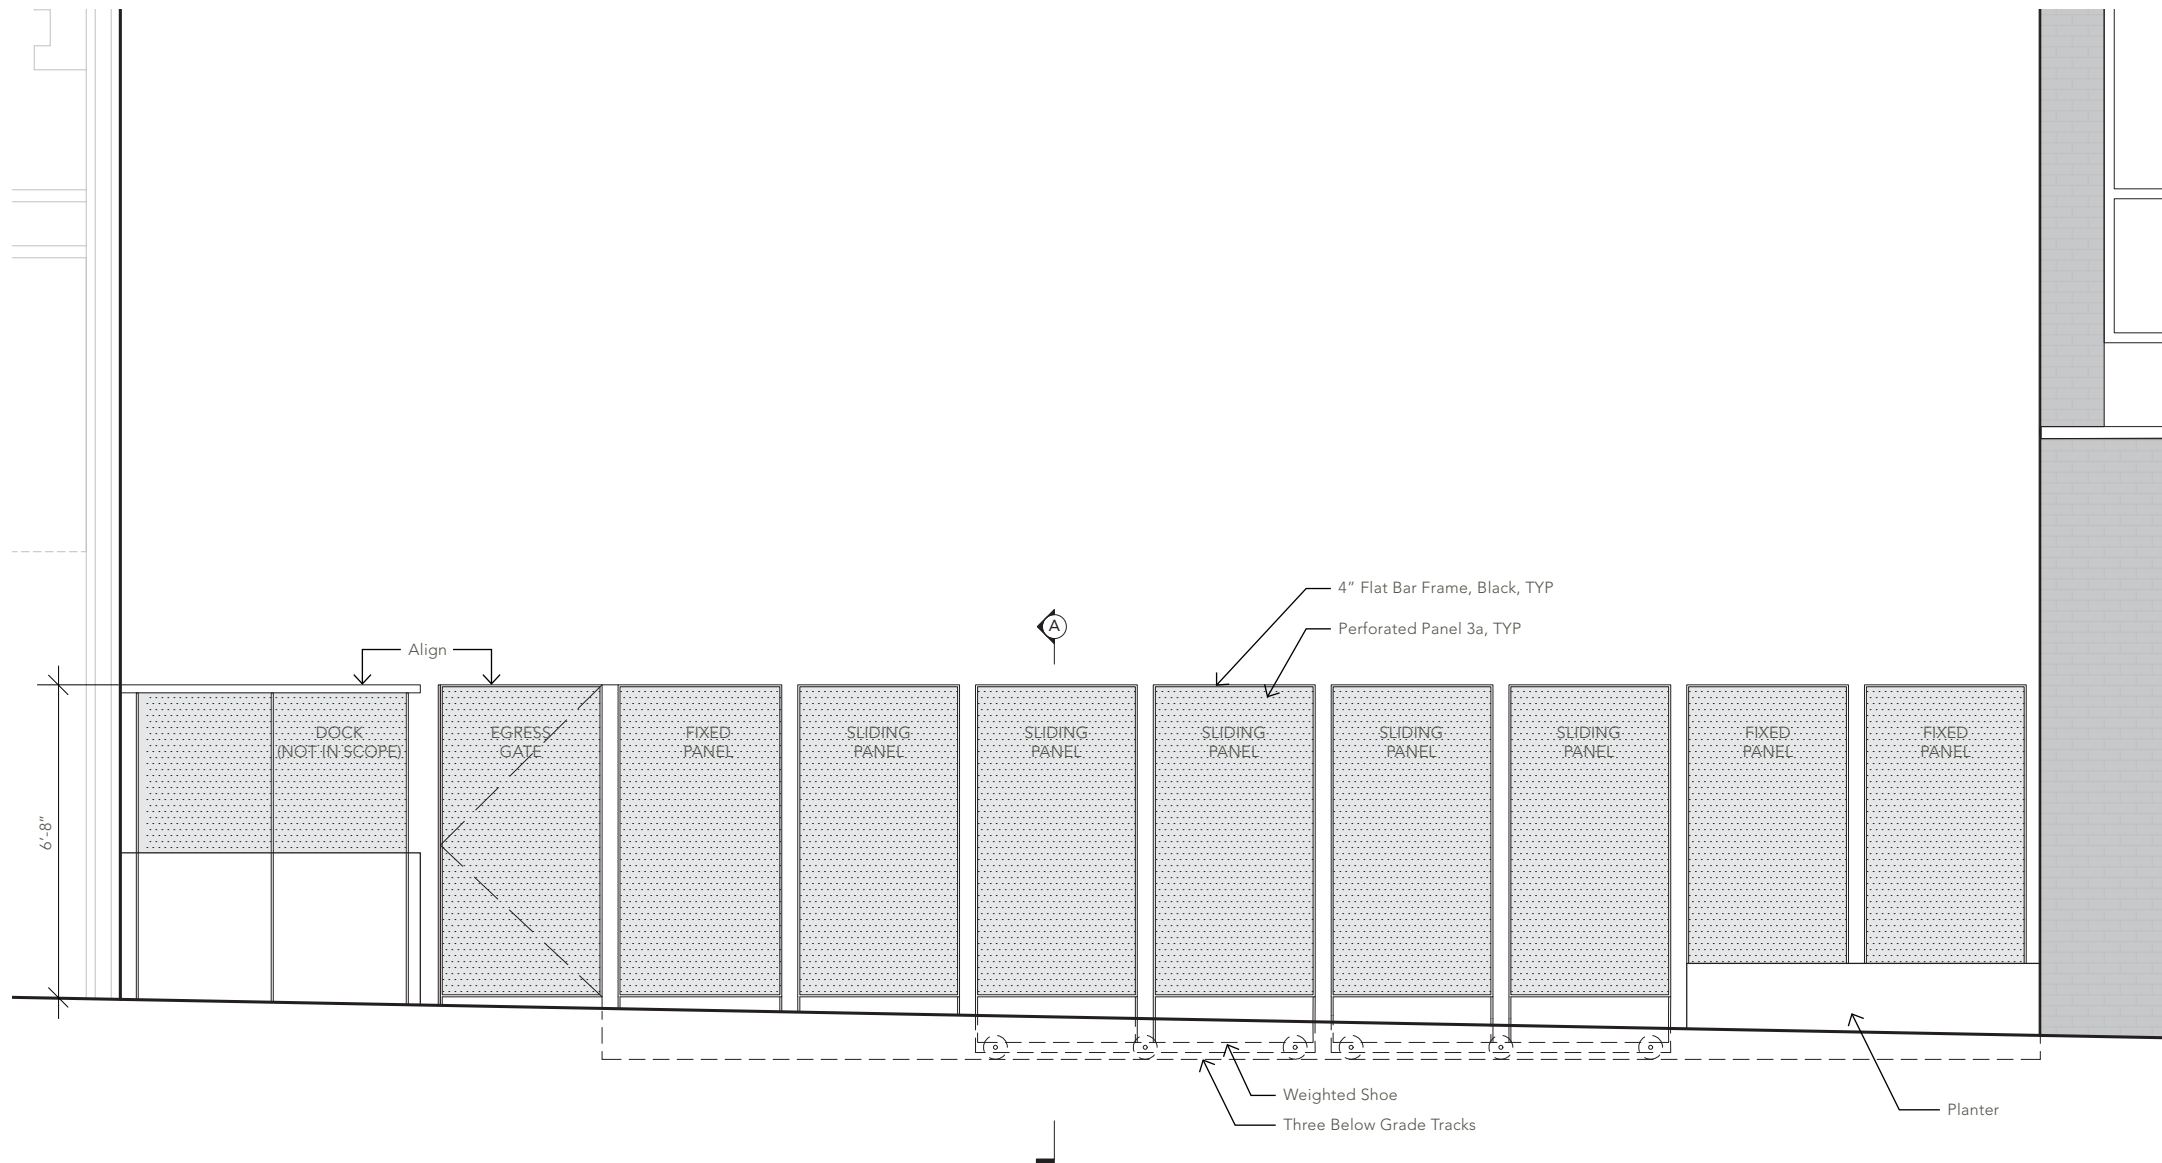 4” Flat Bar Frame, Black, TYP
A
Perforated Panel 3a, TYP
Align
DOCK
(NOT IN SCOPE)
EGRESS
GATE
FIXED
PANEL
SLIDING
PANEL
SLIDING
PANEL
SLIDING
PANEL
SLIDING
PANEL
SLIDING
PANEL
FIXED
PANEL
FIXED
PANEL
6’-8”
Weighted Shoe
Three Below Grade Tracks
Planter